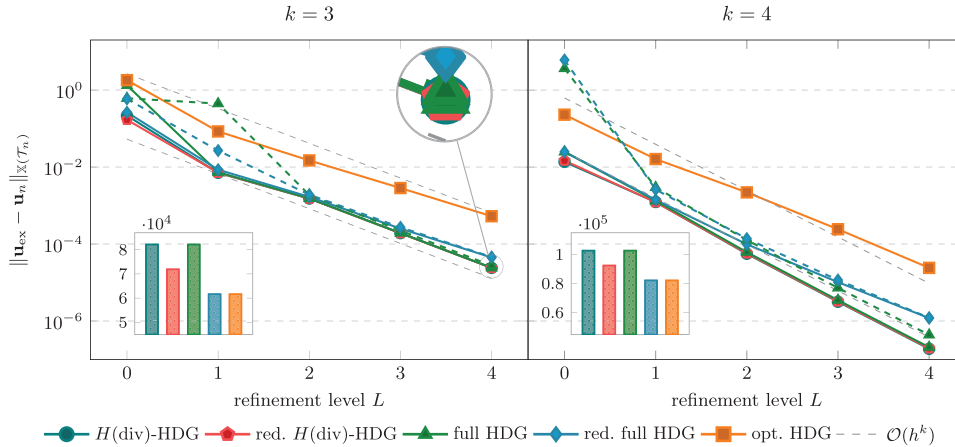 k = 3
k = 4
‖u_ex − u_n‖_𝕏(𝒯_n)
10^0
10^−2
10^−4
10^−6
·10^4
8
7
6
5
·10^5
1
0.8
0.6
0 1 2 3 4
0 1 2 3 4
refinement level L
refinement level L
H(div)-HDG red. H(div)-HDG full HDG red. full HDG opt. HDG 𝒪(h^k)